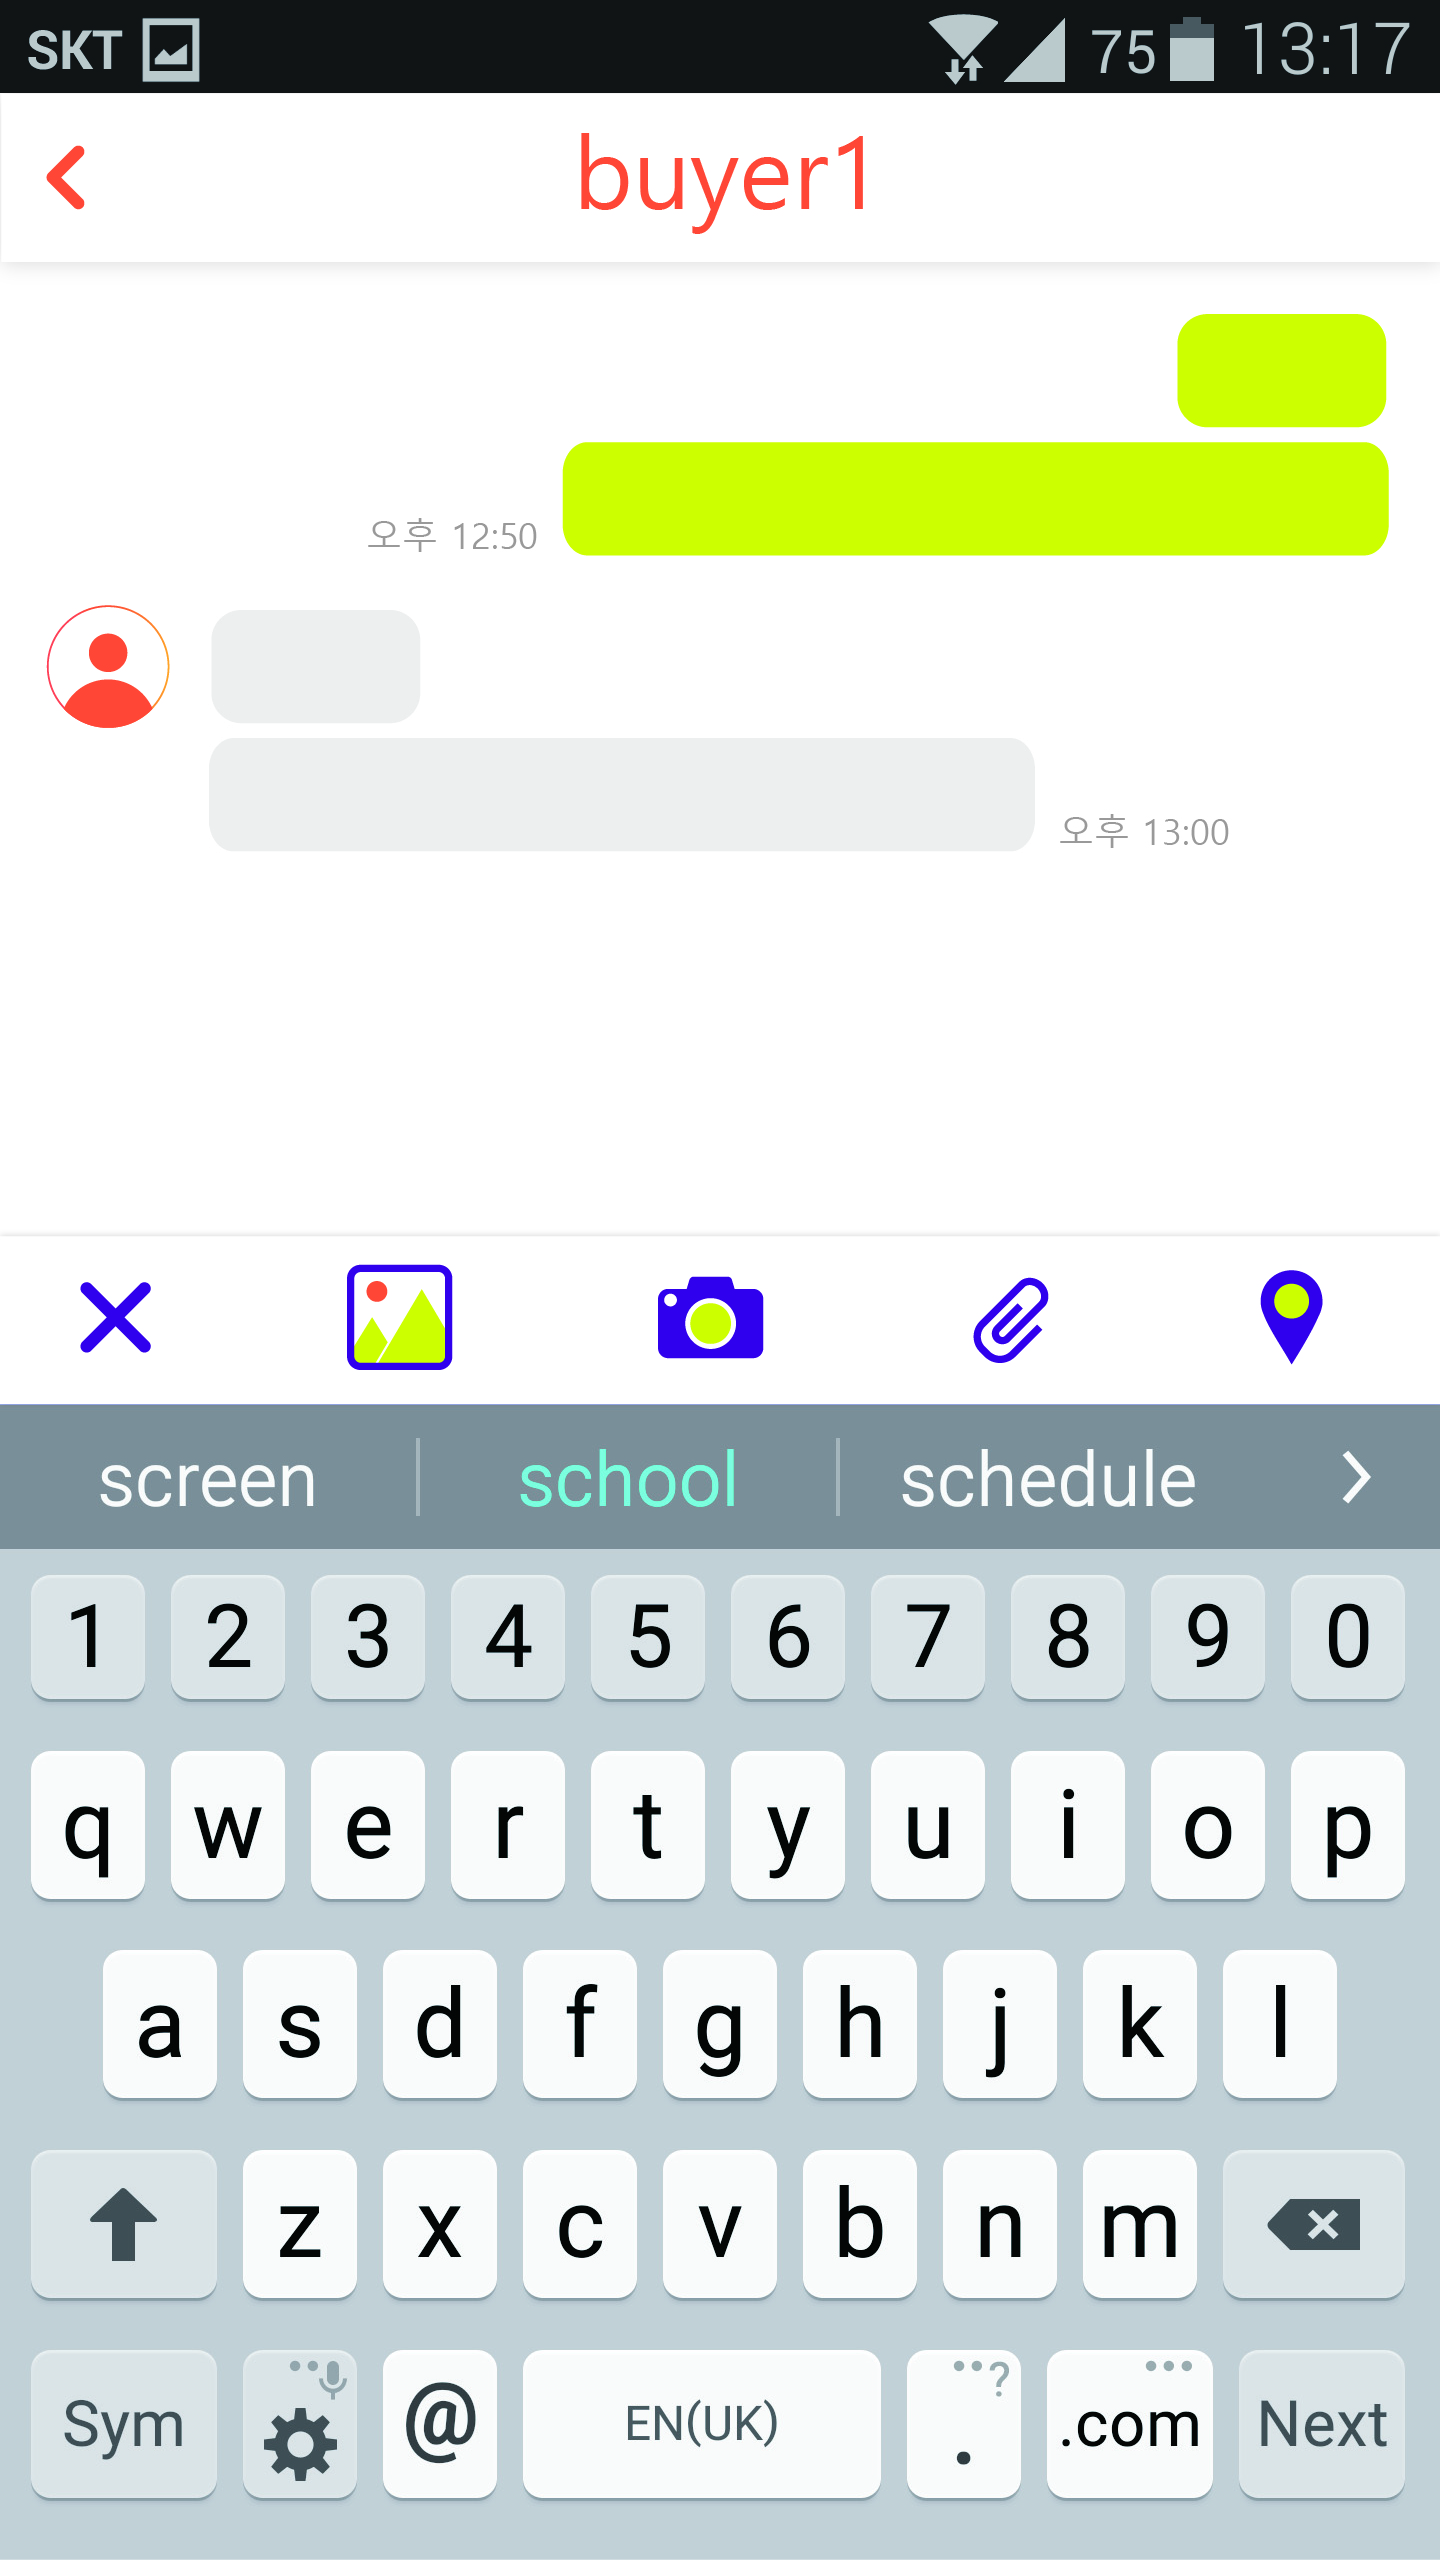 SKT 75 13:17
buyer1
오후 12:50
오후 13:00
screen school schedule
1 2 3 4 5 6 7 8 9 0
q w e r t y u i o p
a s d f g h j k l
z x c v b n m
Sym @ EN(UK) . ? .com Next